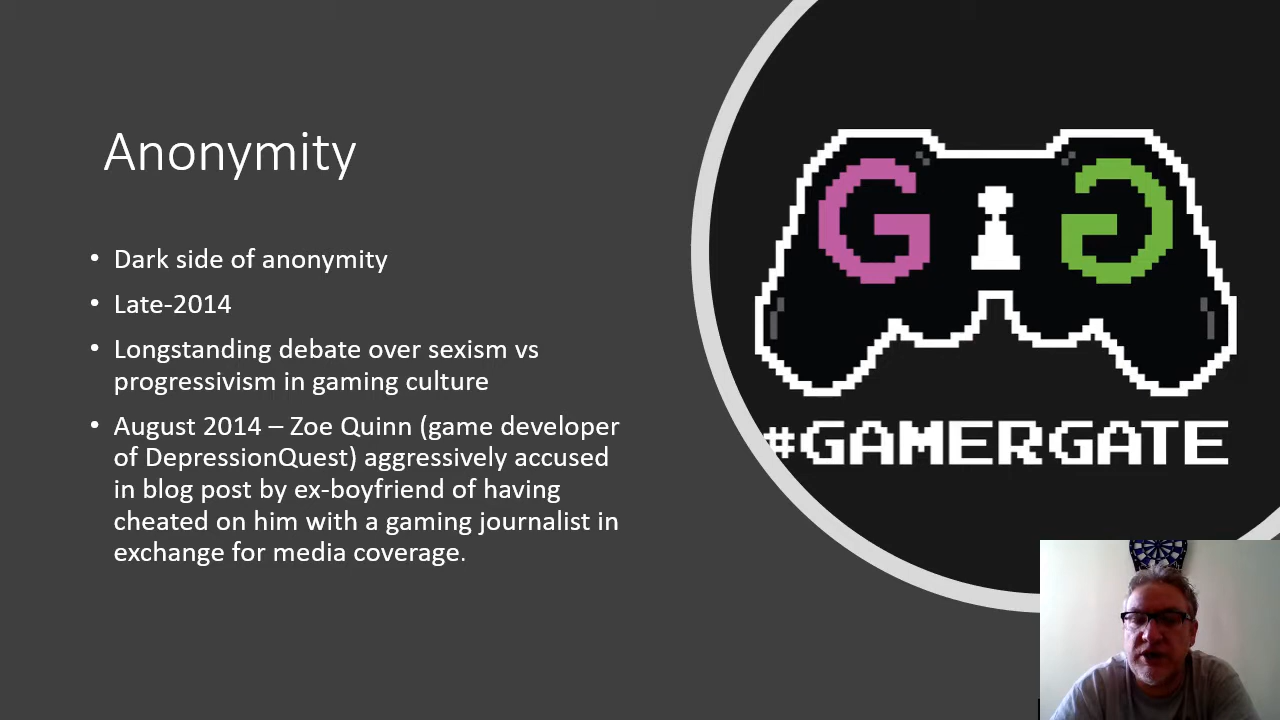 Anonymity
• Dark side of anonymity
• Late-2014
• Longstanding debate over sexism vs
progressivism in gaming culture
• August 2014 – Zoe Quinn (game developer
of DepressionQuest) aggressively accused
in blog post by ex-boyfriend of having
cheated on him with a gaming journalist in
exchange for media coverage.
G G
#GAMERGATE